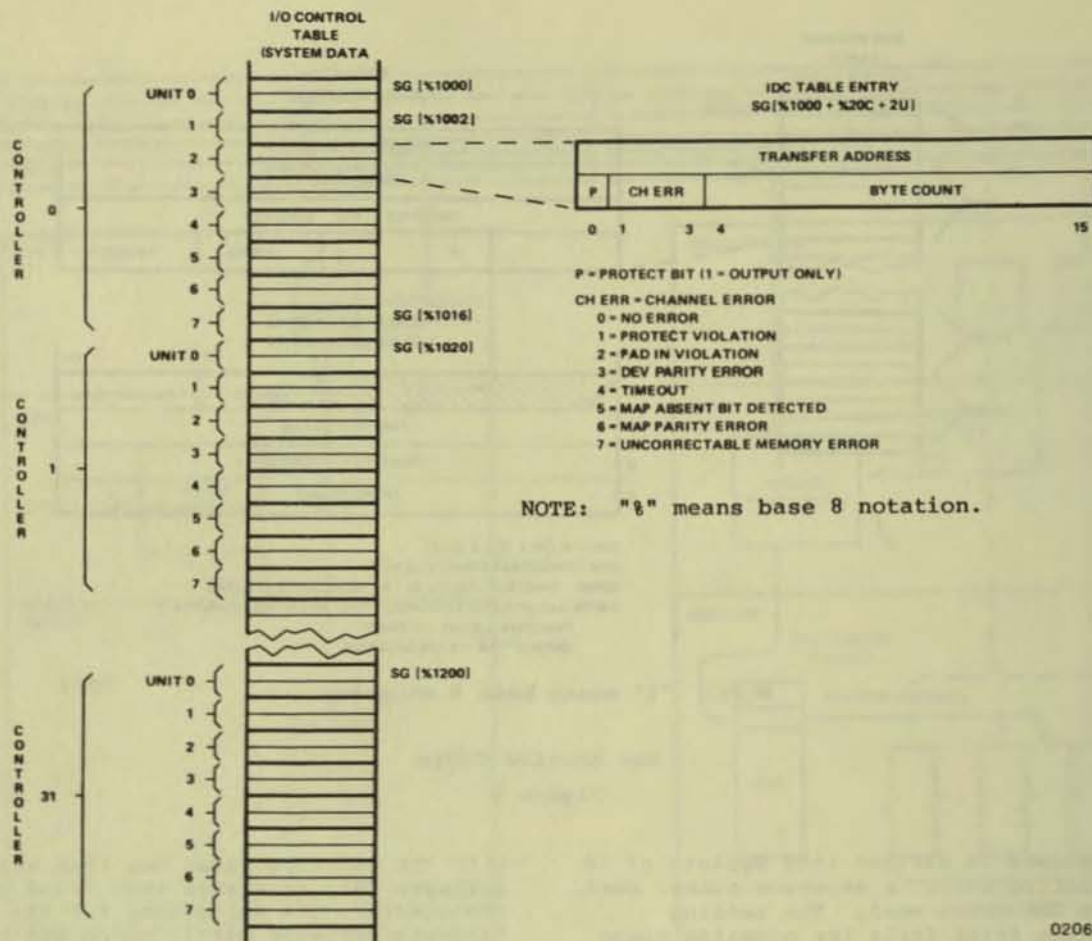 I/O CONTROL
TABLE
(SYSTEM DATA
CONTROLLER
0
UNIT 0
1
2
3
4
5
6
7
SG [%1000]
SG [%1002]
SG [%1016]
CONTROLLER
1
UNIT 0
1
2
3
4
5
6
7
SG [%1020]
CONTROLLER
31
UNIT 0
1
2
3
4
5
6
7
SG [%1200]
IDC TABLE ENTRY
SG[%1000 + %20C + 2U]
TRANSFER ADDRESS
P CH ERR BYTE COUNT
0 1 3 4 15
P = PROTECT BIT (1 = OUTPUT ONLY)
CH ERR = CHANNEL ERROR
0 = NO ERROR
1 = PROTECT VIOLATION
2 = PAD IN VIOLATION
3 = DEV PARITY ERROR
4 = TIMEOUT
5 = MAP ABSENT BIT DETECTED
6 = MAP PARITY ERROR
7 = UNCORRECTABLE MEMORY ERROR
NOTE: "%" means base 8 notation.